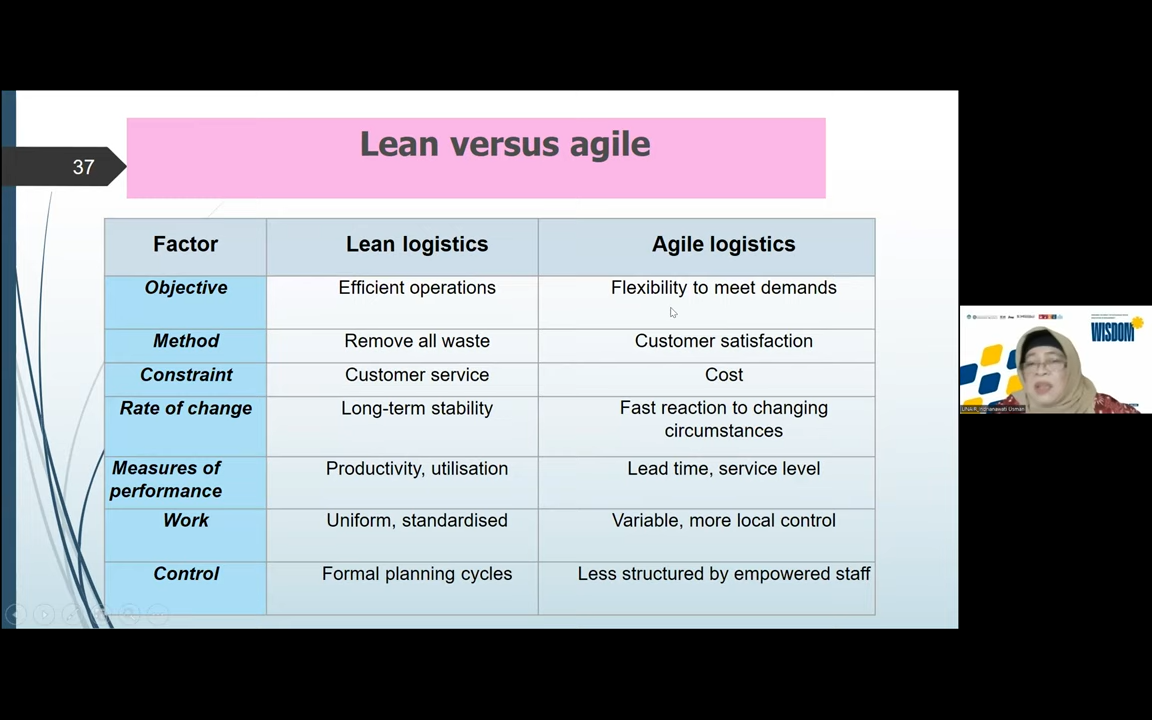 37
Lean versus agile
Factor Lean logistics Agile logistics
Objective Efficient operations Flexibility to meet demands
Method Remove all waste Customer satisfaction
Constraint Customer service Cost
Rate of change Long-term stability Fast reaction to changing
circumstances
Measures of Productivity, utilisation Lead time, service level
performance
Work Uniform, standardised Variable, more local control
Control Formal planning cycles Less structured by empowered staff
WISDOM
Usman